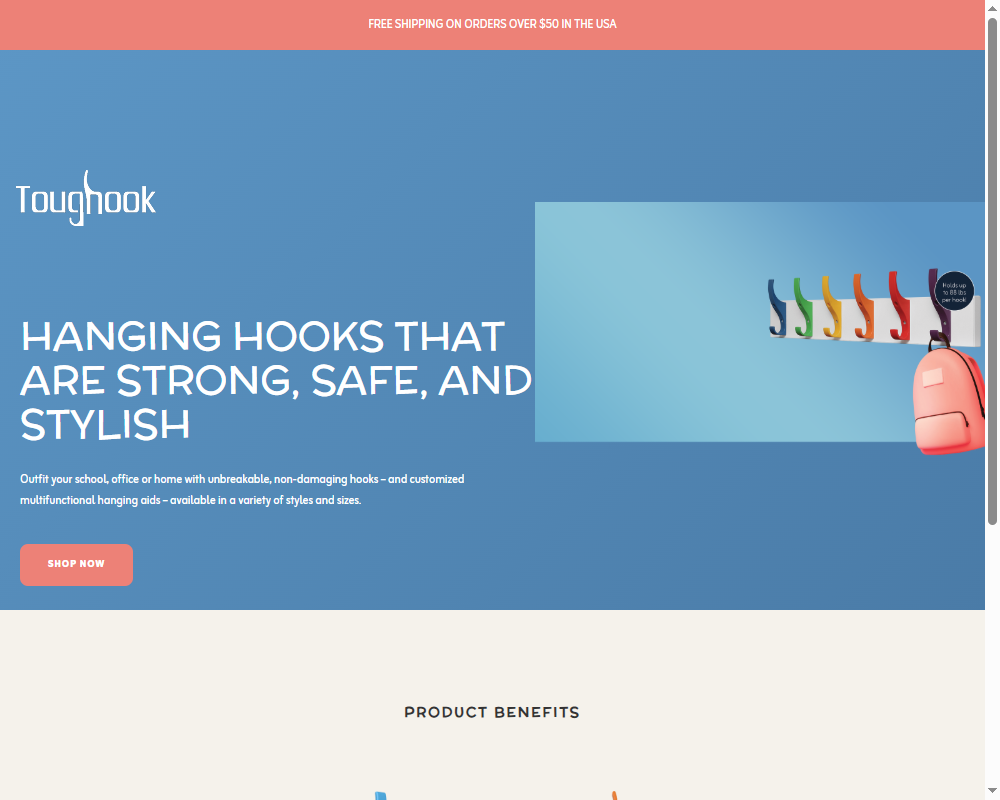 FREE SHIPPING ON ORDERS OVER $50 IN THE USA
Toughook
Holds up
to 88 lbs
per hook!
HANGING HOOKS THAT
ARE STRONG, SAFE, AND
STYLISH
Outfit your school, office or home with unbreakable, non-damaging hooks – and customized
multifunctional hanging aids – available in a variety of styles and sizes.
SHOP NOW
PRODUCT BENEFITS